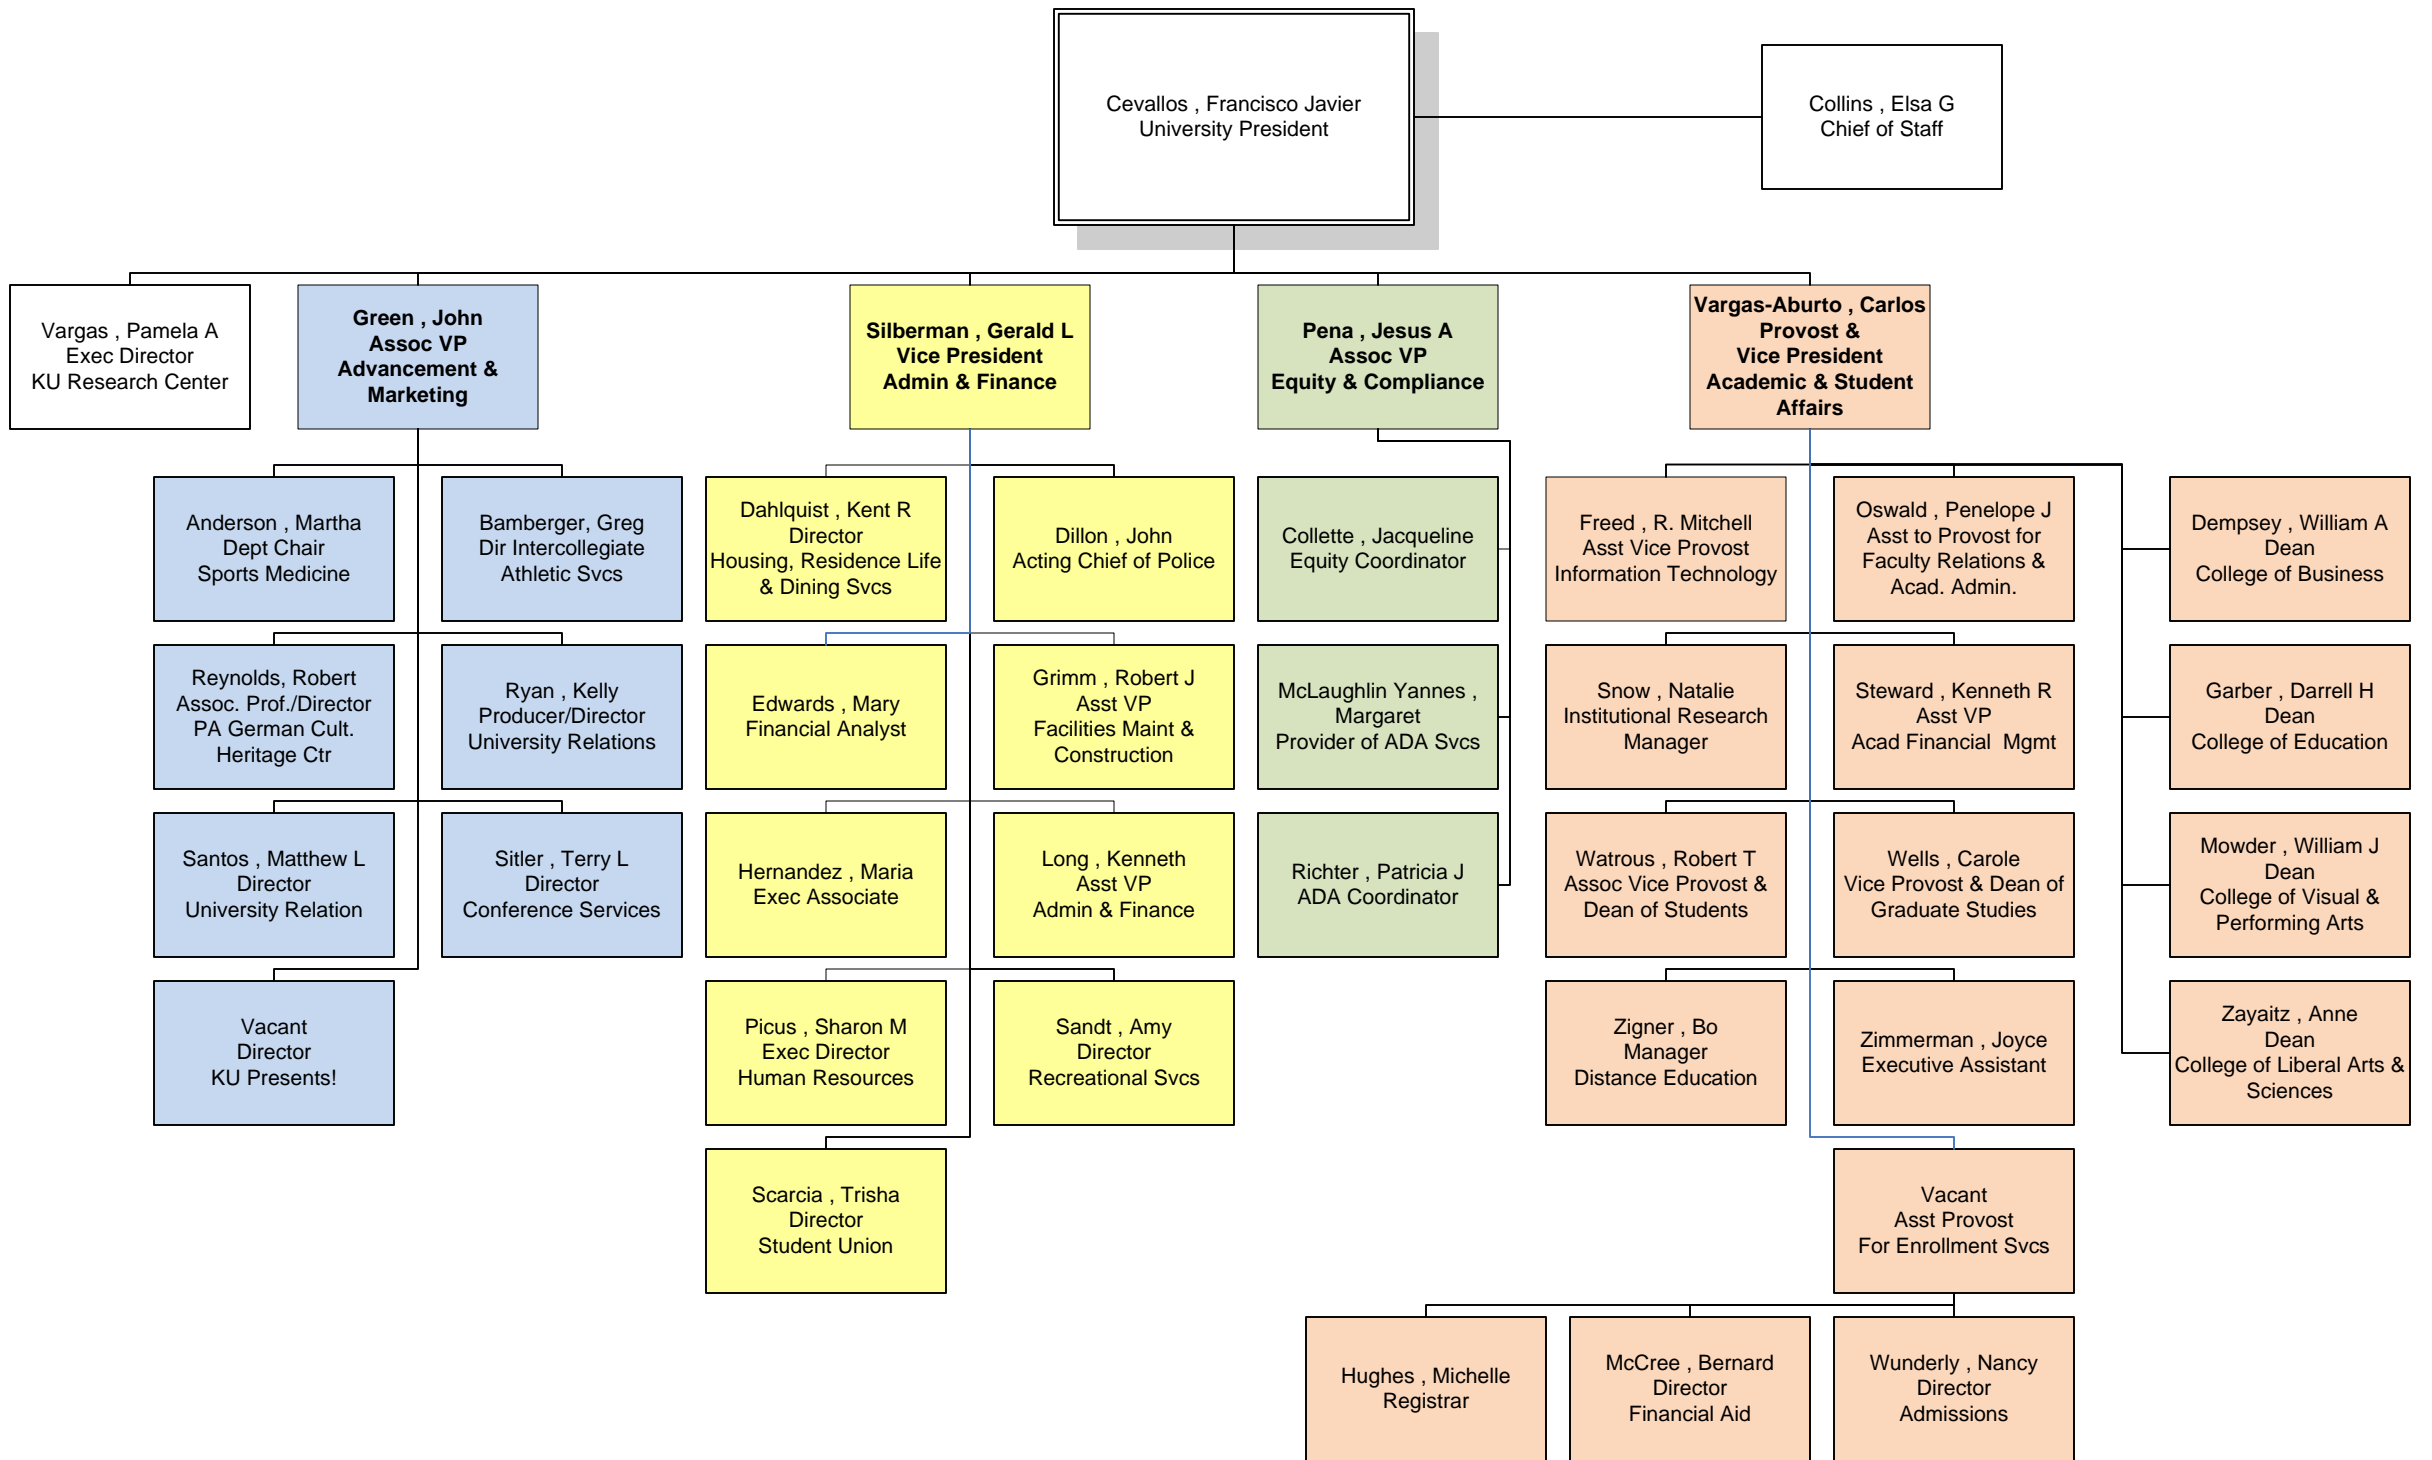 Cevallos , Francisco Javier
University President
Collins , Elsa G
Chief of Staff
Vargas , Pamela A
Exec Director
KU Research Center
Green , John
Assoc VP
Advancement &
Marketing
Silberman , Gerald L
Vice President
Admin & Finance
Pena , Jesus A
Assoc VP
Equity & Compliance
Vargas-Aburto , Carlos
Provost &
Vice President
Academic & Student
Affairs
Anderson , Martha
Dept Chair
Sports Medicine
Bamberger, Greg
Dir Intercollegiate
Athletic Svcs
Dahlquist , Kent R
Director
Housing, Residence Life
& Dining Svcs
Dillon , John
Acting Chief of Police
Collette , Jacqueline
Equity Coordinator
Freed , R. Mitchell
Asst Vice Provost
Information Technology
Oswald , Penelope J
Asst to Provost for
Faculty Relations &
Acad. Admin.
Dempsey , William A
Dean
College of Business
Reynolds, Robert
Assoc. Prof./Director
PA German Cult.
Heritage Ctr
Ryan , Kelly
Producer/Director
University Relations
Edwards , Mary
Financial Analyst
Grimm , Robert J
Asst VP
Facilities Maint &
Construction
McLaughlin Yannes ,
Margaret
Provider of ADA Svcs
Snow , Natalie
Institutional Research
Manager
Steward , Kenneth R
Asst VP
Acad Financial  Mgmt
Garber , Darrell H
Dean
College of Education
Santos , Matthew L
Director
University Relation
Sitler , Terry L
Director
Conference Services
Hernandez , Maria
Exec Associate
Long , Kenneth
Asst VP
Admin & Finance
Richter , Patricia J
ADA Coordinator
Watrous , Robert T
Assoc Vice Provost &
Dean of Students
Wells , Carole
Vice Provost & Dean of
Graduate Studies
Mowder , William J
Dean
College of Visual &
Performing Arts
Vacant
Director
KU Presents!
Picus , Sharon M
Exec Director
Human Resources
Sandt , Amy
Director
Recreational Svcs
Zigner , Bo
Manager
Distance Education
Zimmerman , Joyce
Executive Assistant
Zayaitz , Anne
Dean
College of Liberal Arts &
Sciences
Scarcia , Trisha
Director
Student Union
Vacant
Asst Provost
For Enrollment Svcs
Hughes , Michelle
Registrar
McCree , Bernard
Director
Financial Aid
Wunderly , Nancy
Director
Admissions